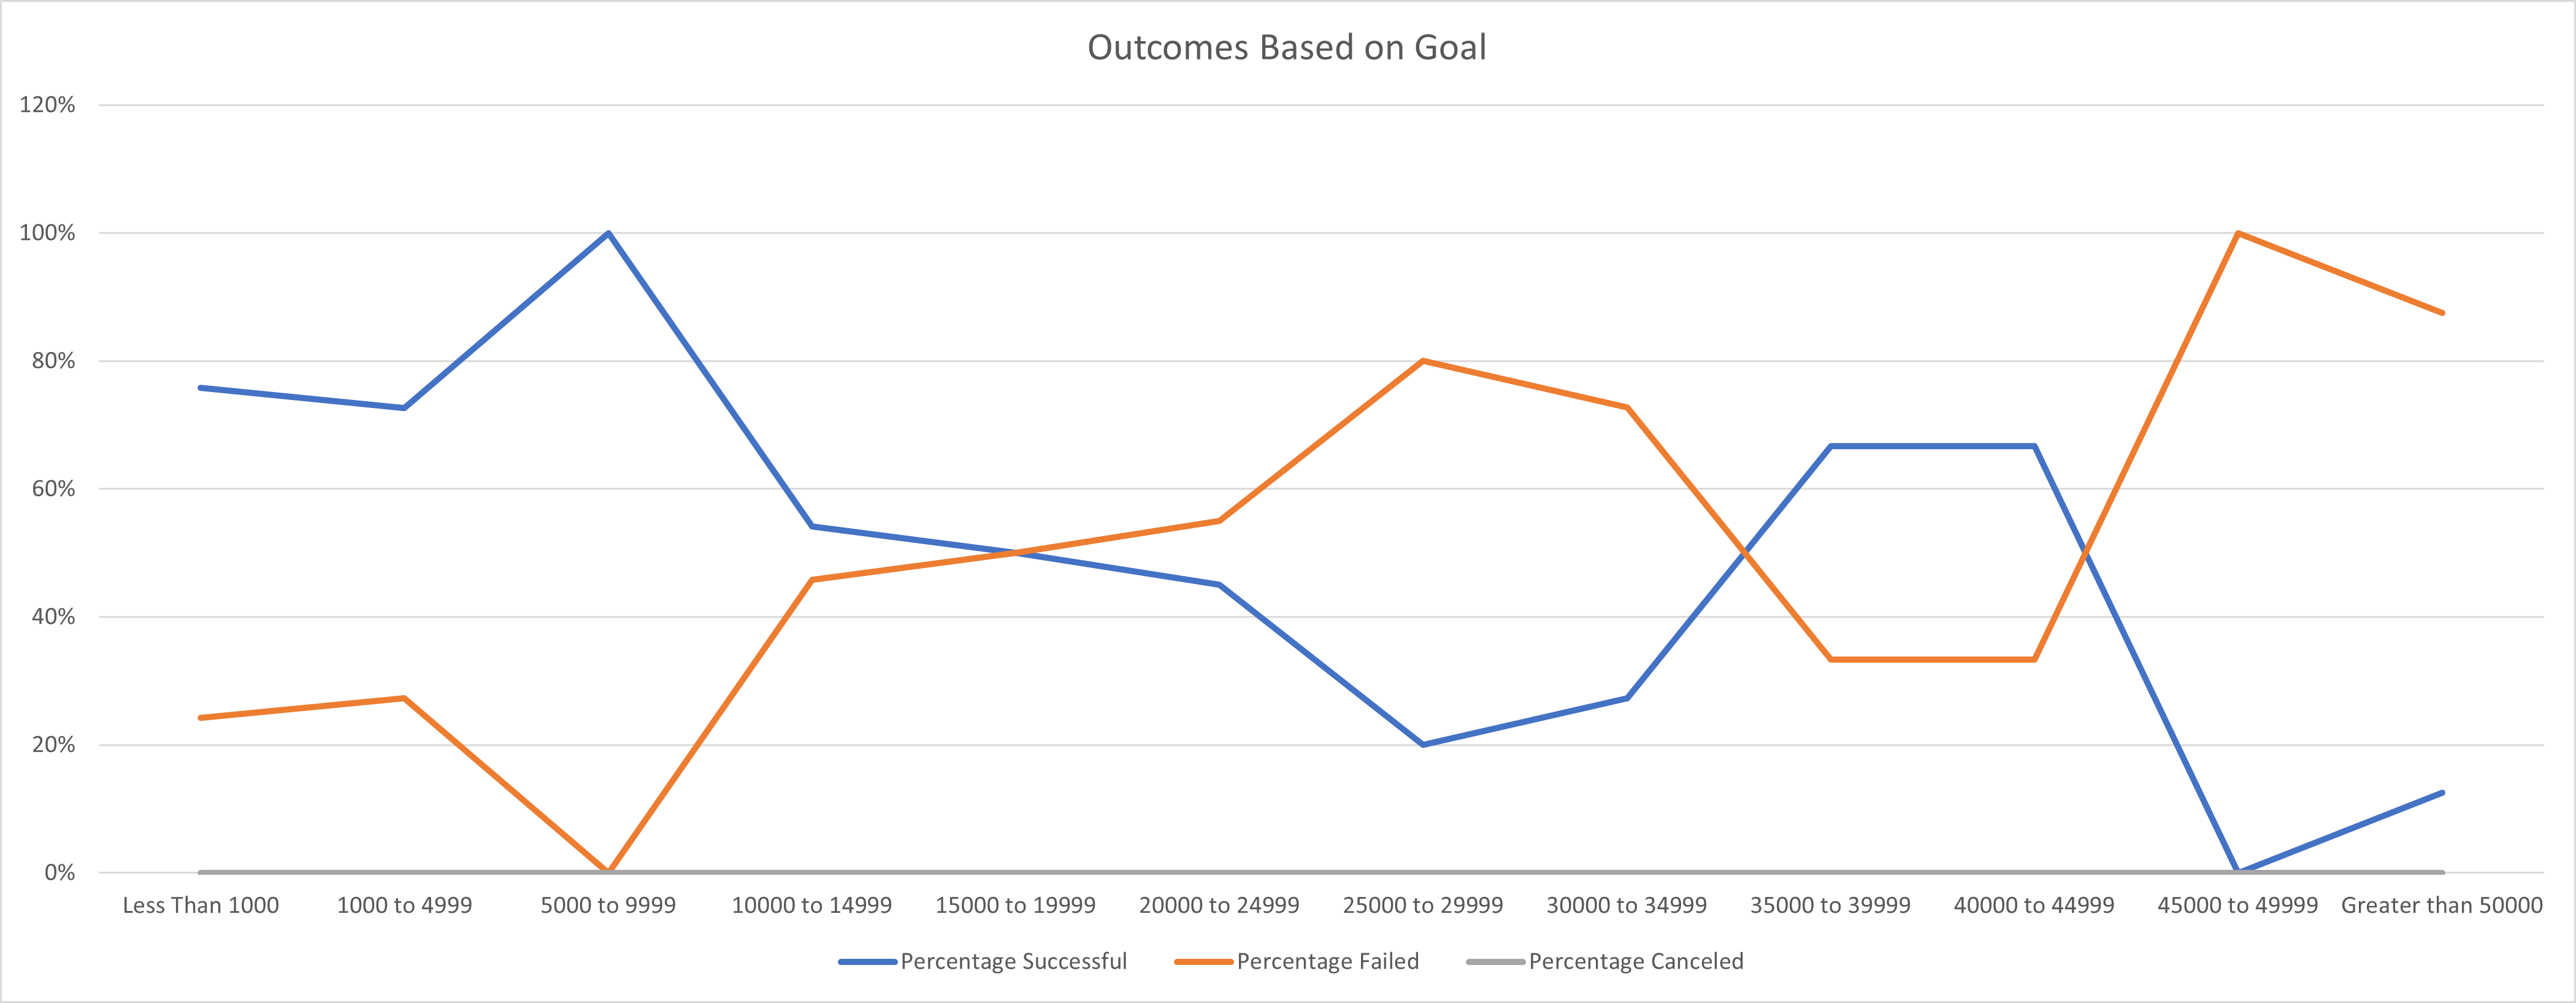 Outcomes Based on Goal
120%
100%
80%
60%
40%
20%
0%
Less Than 1000 1000 to 4999 5000 to 9999 10000 to 14999 15000 to 19999 20000 to 24999 25000 to 29999 30000 to 34999 35000 to 39999 40000 to 44999 45000 to 49999 Greater than 50000
Percentage Successful Percentage Failed Percentage Canceled